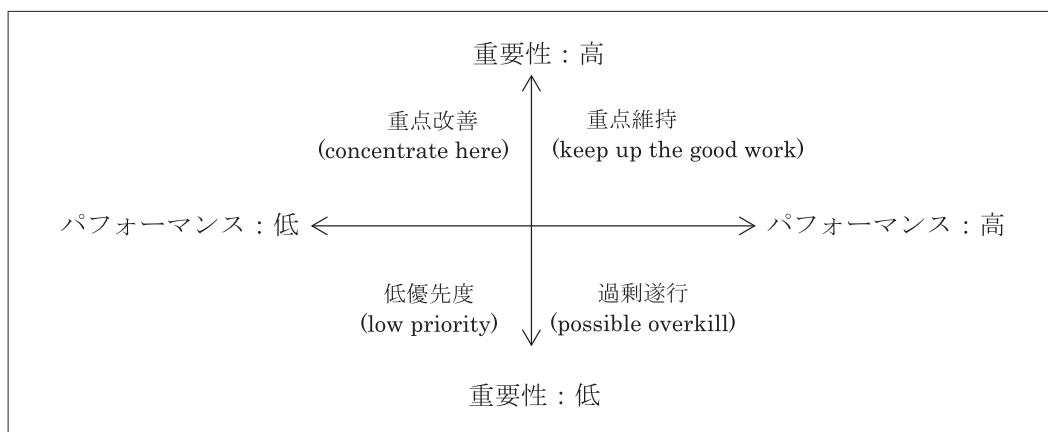 重要性：高
重点改善
(concentrate here)
重点維持
(keep up the good work)
パフォーマンス：低
パフォーマンス：高
低優先度
(low priority)
過剰遂行
(possible overkill)
重要性：低